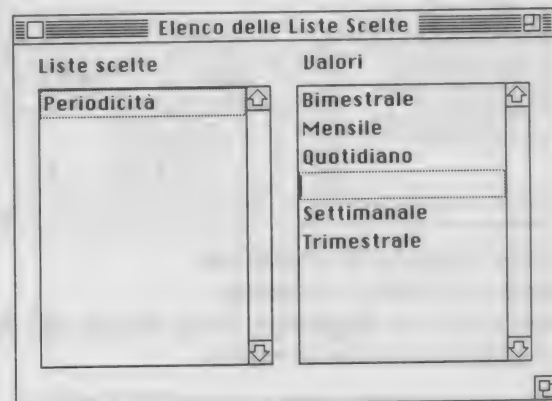 Elenco delle Liste Scelte
Liste scelte
Valori
Periodicità
Bimestrale
Mensile
Quotidiano
Settimanale
Trimestrale